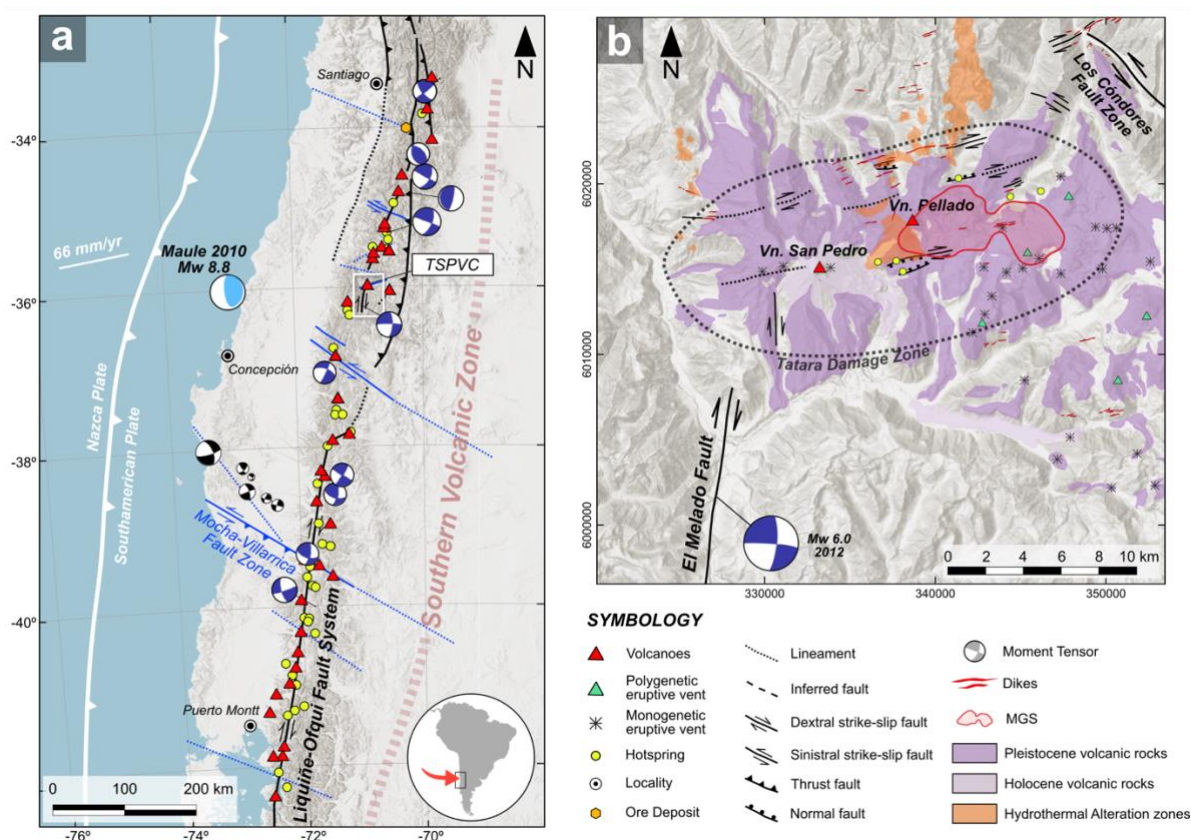 a
N
Santiago
-34°
66 mm/yr
Maule 2010
Mw 8.8
TSPVC
-36°
Concepción
Nazca Plate
Southamerican Plate
-38°
Mocha-Villarrica
Fault Zone
Southern Volcanic Zone
-40°
Liquine-Ofqui Fault System
Puerto Montt
0 100 200 km
-76°
-74°
-72°
-70°
b
N
Los Cóndores
Fault Zone
6020000
Vn. Pellado
Vn. San Pedro
6010000
Tatara Damage Zone
El Melado Fault
6000000
Mw 6.0
2012
0 2 4 6 8 10 km
330000
340000
350000
SYMBOLOGY
Volcanoes
Polygenetic
eruptive vent
Monogenetic
eruptive vent
Hotspring
Locality
Ore Deposit
Lineament
Inferred fault
Dextral strike-slip fault
Sinistral strike-slip fault
Thrust fault
Normal fault
Moment Tensor
Dikes
MGS
Pleistocene volcanic rocks
Holocene volcanic rocks
Hydrothermal Alteration zones